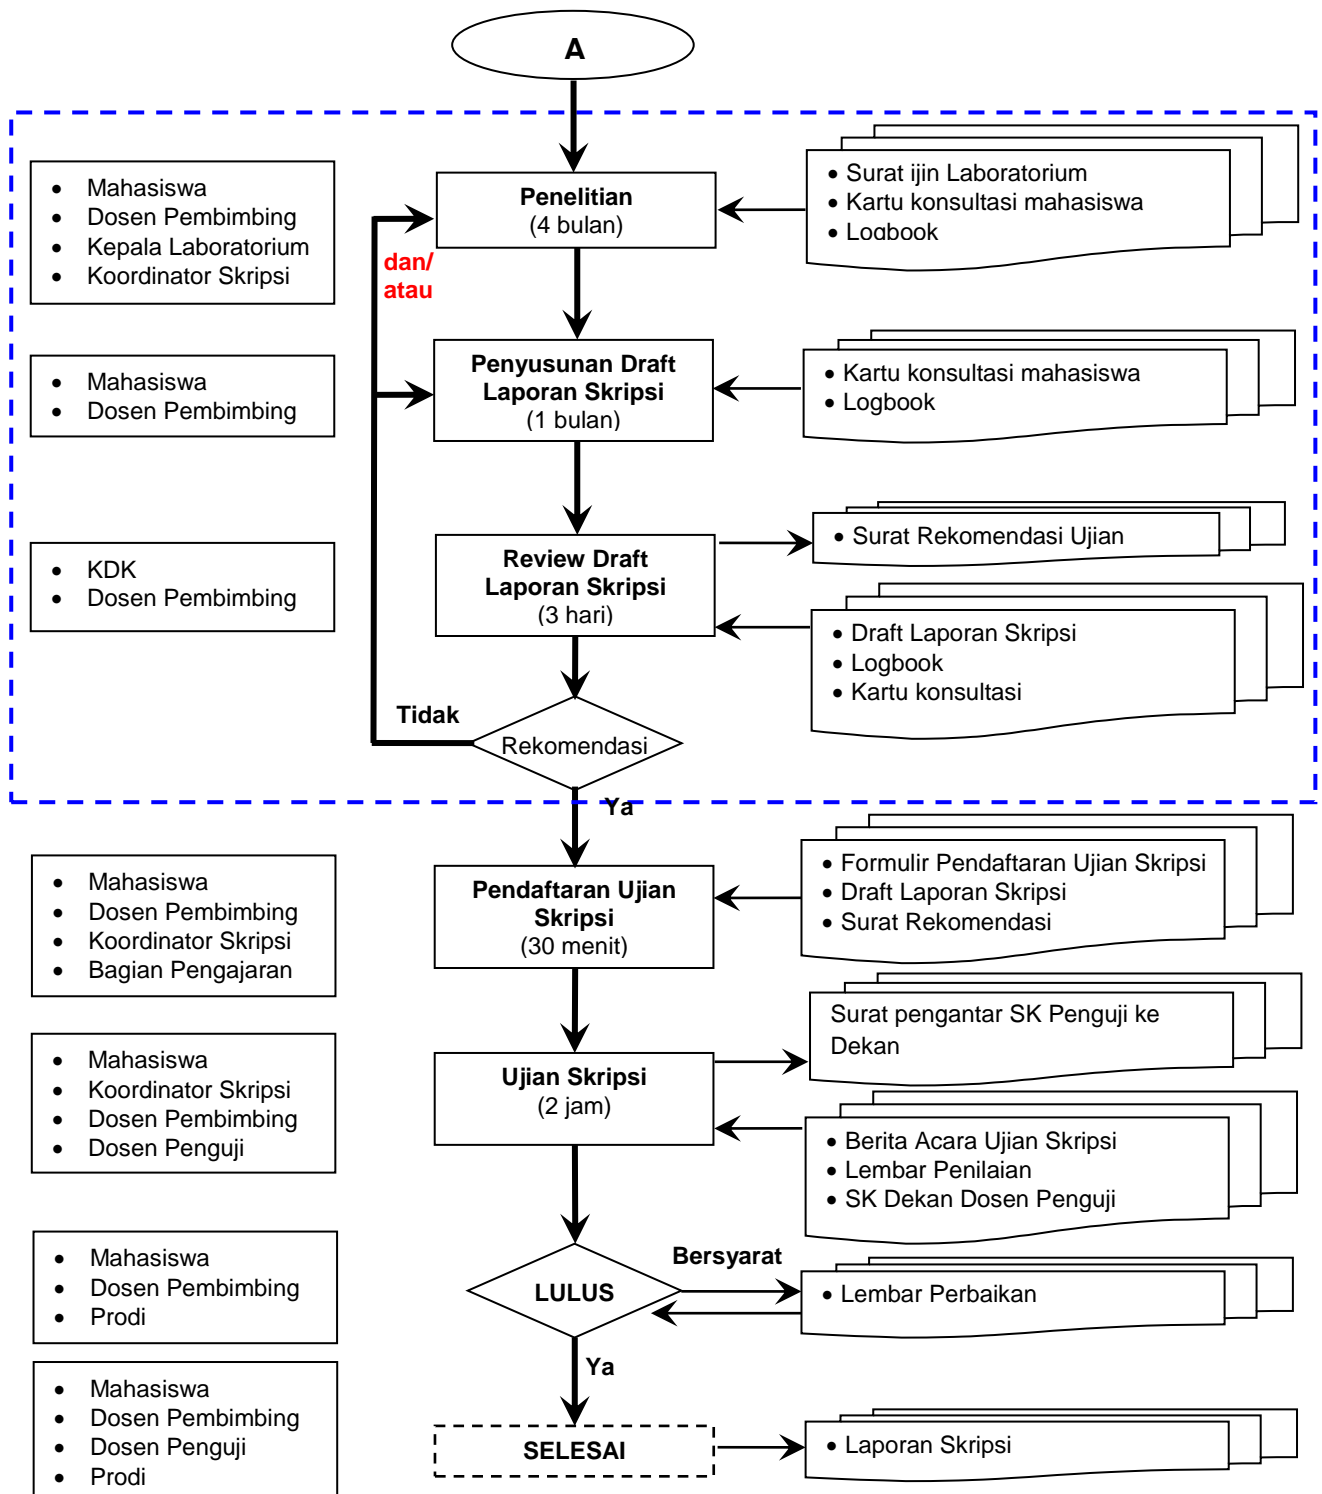 A
• Mahasiswa
• Dosen Pembimbing
• Kepala Laboratorium
• Koordinator Skripsi
Penelitian
(4 bulan)
• Surat ijin Laboratorium
• Kartu konsultasi mahasiswa
• Logbook
dan/
atau
• Mahasiswa
• Dosen Pembimbing
Penyusunan Draft
Laporan Skripsi
(1 bulan)
• Kartu konsultasi mahasiswa
• Logbook
• KDK
• Dosen Pembimbing
Review Draft
Laporan Skripsi
(3 hari)
• Surat Rekomendasi Ujian
• Draft Laporan Skripsi
• Logbook
• Kartu konsultasi
Tidak
Rekomendasi
Ya
• Mahasiswa
• Dosen Pembimbing
• Koordinator Skripsi
• Bagian Pengajaran
Pendaftaran Ujian
Skripsi
(30 menit)
• Formulir Pendaftaran Ujian Skripsi
• Draft Laporan Skripsi
• Surat Rekomendasi
• Mahasiswa
• Koordinator Skripsi
• Dosen Pembimbing
• Dosen Penguji
Ujian Skripsi
(2 jam)
Surat pengantar SK Penguji ke
Dekan
• Berita Acara Ujian Skripsi
• Lembar Penilaian
• SK Dekan Dosen Penguji
• Mahasiswa
• Dosen Pembimbing
• Prodi
LULUS
Bersyarat
• Lembar Perbaikan
Ya
• Mahasiswa
• Dosen Pembimbing
• Dosen Penguji
• Prodi
SELESAI
• Laporan Skripsi